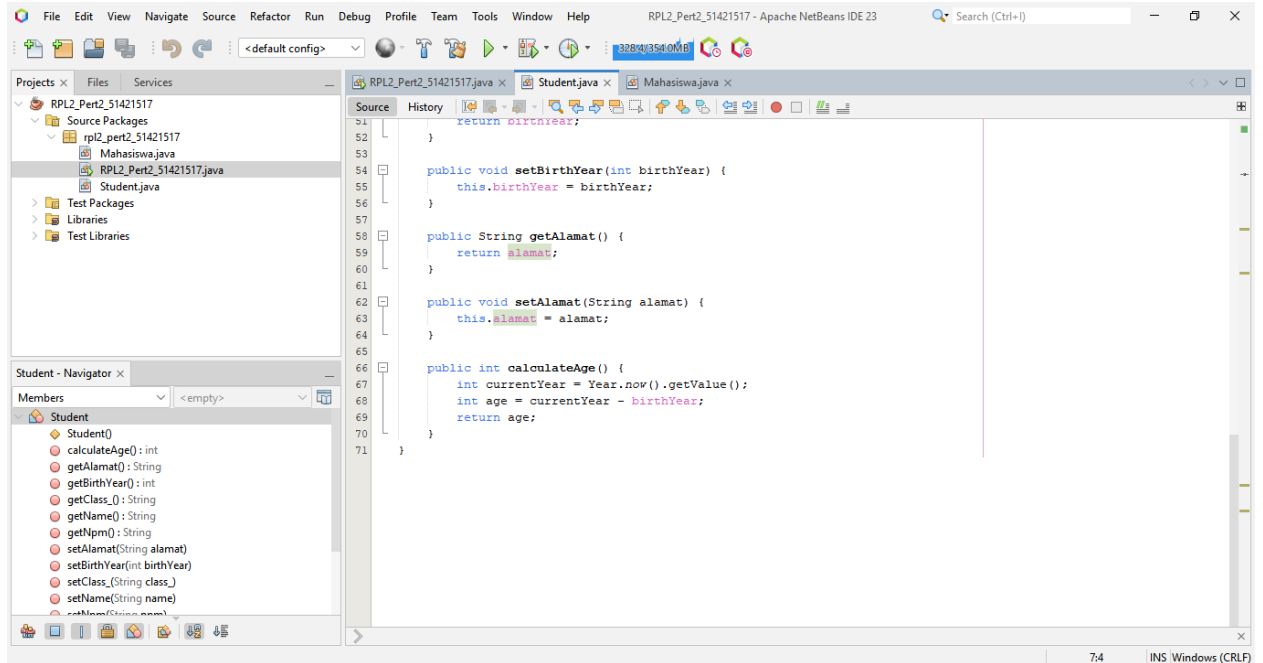 File Edit View Navigate Source Refactor Run Debug Profile Team Tools Window Help RPL2_Pert2_51421517 - Apache NetBeans IDE 23 Search (Ctrl+I)
<default config> 328.4/354.0MB
Projects Files Services
RPL2_Pert2_51421517
Source Packages
rpl2_pert2_51421517
Mahasiswa.java
RPL2_Pert2_51421517.java
Student.java
Test Packages
Libraries
Test Libraries
Student - Navigator
Members <empty>
Student
Student()
calculateAge() : int
getAlamat() : String
getBirthYear() : int
getClass_() : String
getName() : String
getNpm() : String
setAlamat(String alamat)
setBirthYear(int birthYear)
setClass_(String class_)
setName(String name)
setNpm(String npm)
RPL2_Pert2_51421517.java Student.java Mahasiswa.java
Source History
51 return birthYear;
52 }
53
54 public void setBirthYear(int birthYear) {
55 this.birthYear = birthYear;
56 }
57
58 public String getAlamat() {
59 return alamat;
60 }
61
62 public void setAlamat(String alamat) {
63 this.alamat = alamat;
64 }
65
66 public int calculateAge() {
67 int currentYear = Year.now().getValue();
68 int age = currentYear - birthYear;
69 return age;
70 }
71 }
7:4 INS Windows (CRLF)